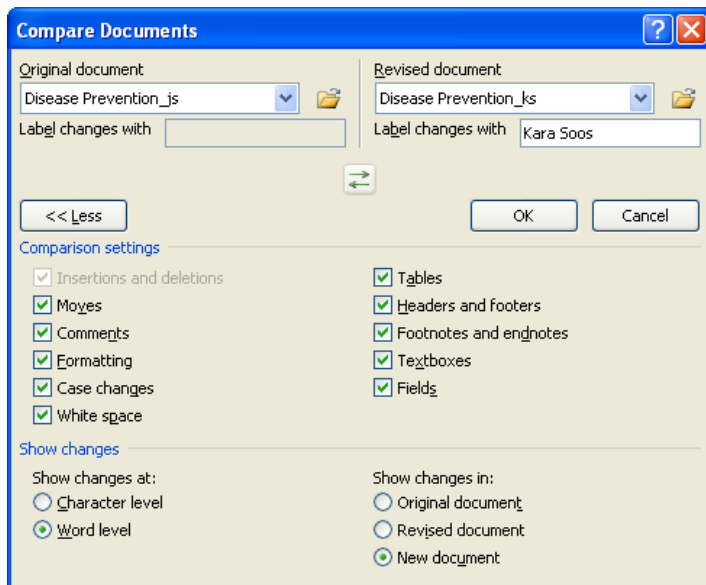 Compare Documents
Original document
Revised document
Disease Prevention_js
Disease Prevention_ks
Label changes with
Label changes with
Kara Soos
<< Less
OK
Cancel
Comparison settings
Insertions and deletions
Moves
Comments
Formatting
Case changes
White space
Tables
Headers and footers
Footnotes and endnotes
Textboxes
Fields
Show changes
Show changes at:
Character level
Word level
Show changes in:
Original document
Revised document
New document